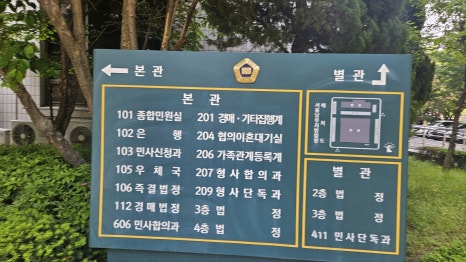 본 관
별 관
본 관
101 종합민원실 201 경매·기타집행계
102 은 행 204 협의이혼대기실
103 민사신청과 206 가족관계등록계
105 우 체 국 207 형 사 합 의 과
106 즉 결 법 정 209 형 사 단 독 과
112 경 매 법 정 3층 법 정
606 민사합의과 4층 법 정
별 관
2층 법 정
3층 법 정
411 민사단독과